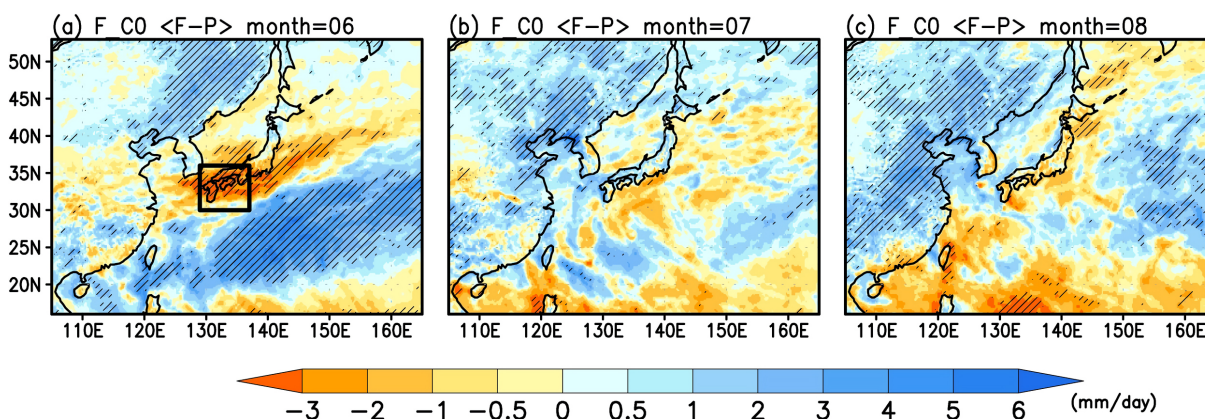 (a) F_C0 <F-P> month=06
(b) F_C0 <F-P> month=07
(c) F_C0 <F-P> month=08
50N
45N
40N
35N
30N
25N
20N
110E 120E 130E 140E 150E 160E
110E 120E 130E 140E 150E 160E
110E 120E 130E 140E 150E 160E
−3 −2 −1 −0.5 0 0.5 1 2 3 4 5 6 (mm/day)